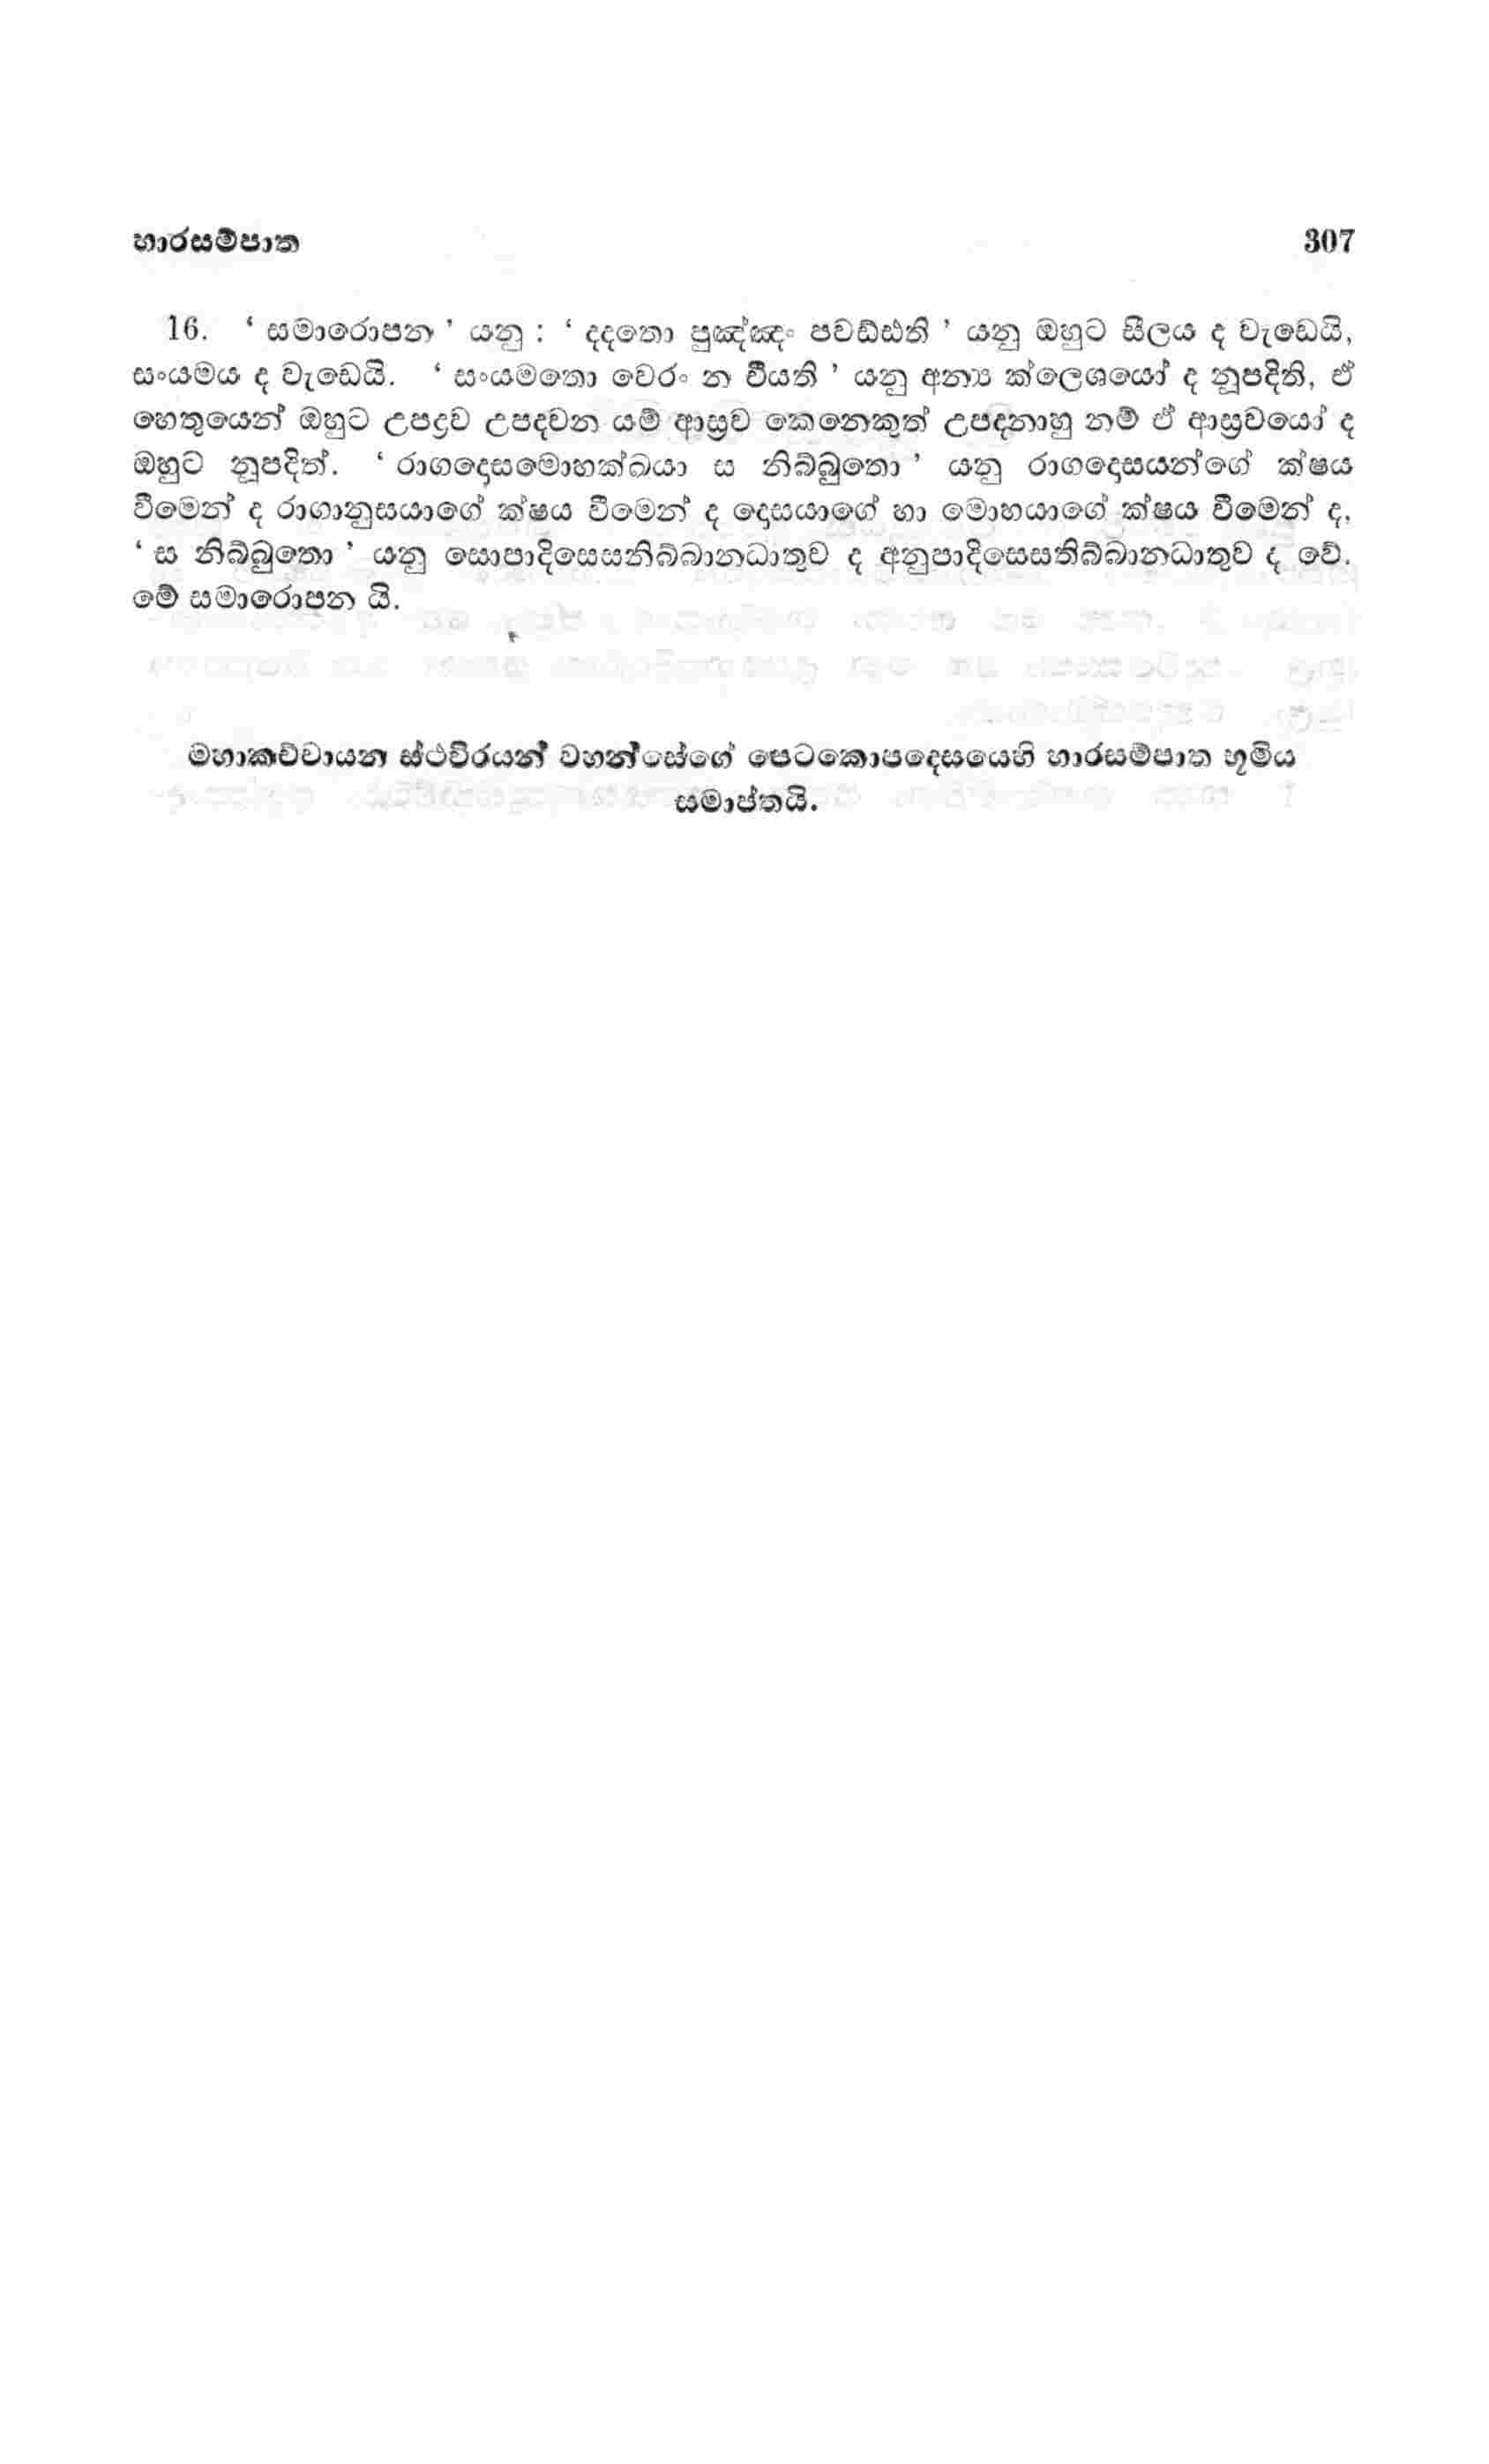 හාරසම්පාත 307
16. ‘ සමාරොපන ’ යනු : ‘ දදතො පුඤ්ඤං පවඩ්ඪති ’ යනු ඔහුට සීලය ද වැඩෙයි,
සංයමය ද වැඩෙයි. ‘ සංයමතො වෙරං න චීයති ’ යනු අන්‍ය ක්ලෙශයෝ ද නූපදිති, ඒ
හෙතුයෙන් ඔහුට උපද්‍රව උපදවන යම් ආස්‍රව කෙනෙකුත් උපදනාහු නම් ඒ ආස්‍රවයෝ ද
ඔහුට නූපදිත්. ‘ රාගදොසමොහක්ඛයා ස නිබ්බුතො ’ යනු රාගදොසයන්ගේ ක්ෂය
වීමෙන් ද රාගානුසයාගේ ක්ෂය වීමෙන් ද දොසයාගේ හා මොහයාගේ ක්ෂය වීමෙන් ද,
‘ ස නිබ්බුතො ’ යනු සොපාදිසෙසනිබ්බානධාතුව ද අනුපාදිසෙසතිබ්බානධාතුව ද වේ.
මේ සමාරොපන යි.
මහාකච්චායන ස්ථවිරයන් වහන්සේගේ පෙටකොපදෙසයෙහි හාරසම්පාත භූමිය
සමාප්තයි.